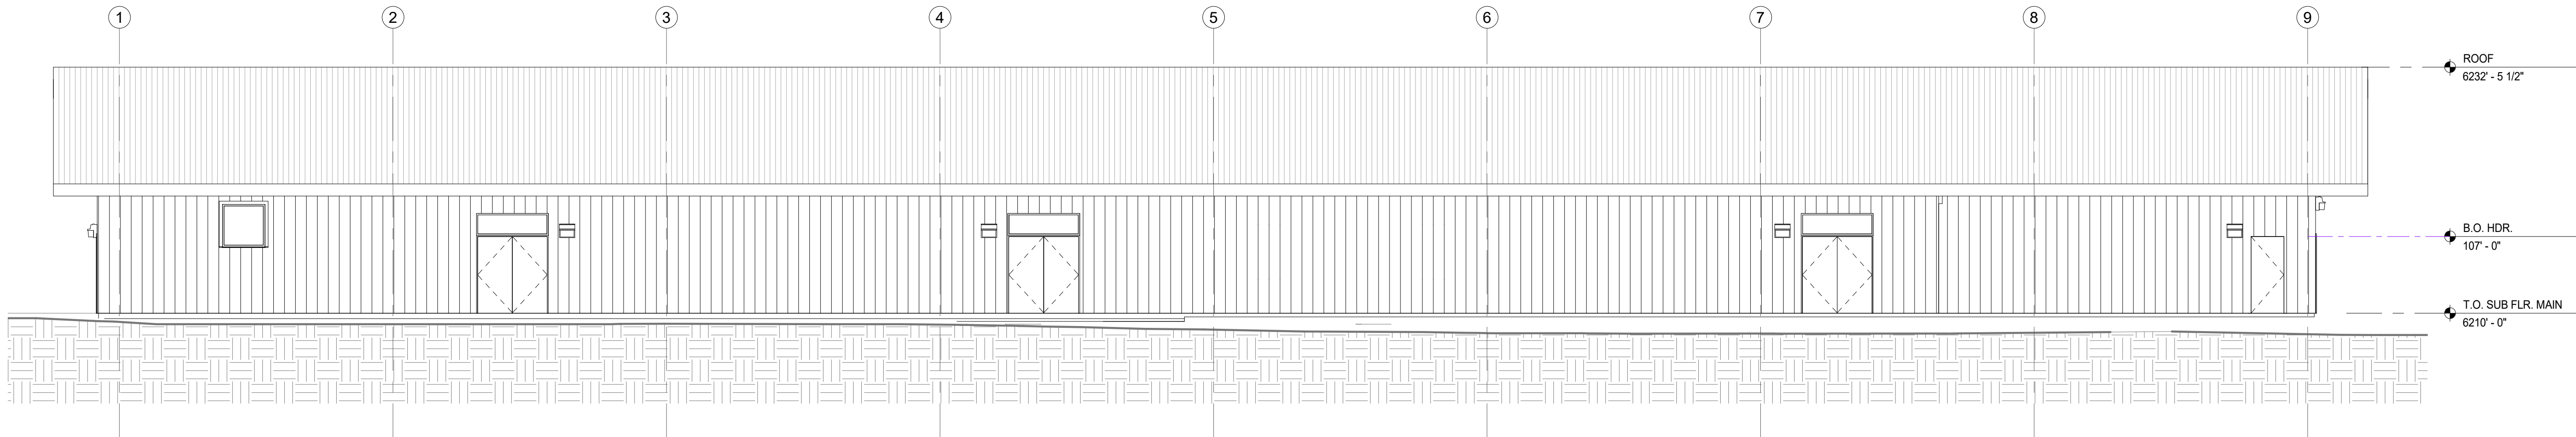 1 2 3 4 5 6 7 8 9
ROOF
6232' - 5 1/2"
B.O. HDR.
107' - 0"
T.O. SUB FLR. MAIN
6210' - 0"